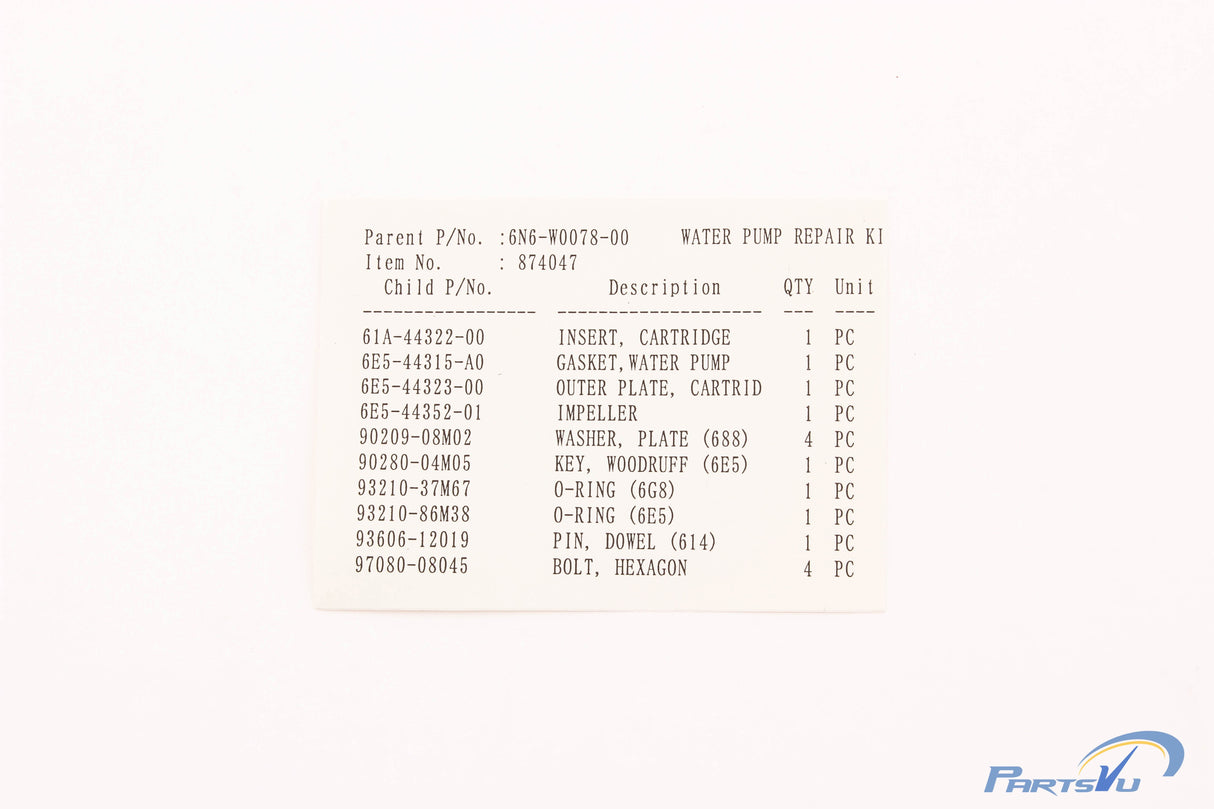 Parent P/No. :6N6-W0078-00 WATER PUMP REPAIR KI
Item No. : 874047
Child P/No. Description QTY Unit
----------------- -------------------- --- ----
61A-44322-00 INSERT, CARTRIDGE 1 PC
6E5-44315-A0 GASKET,WATER PUMP 1 PC
6E5-44323-00 OUTER PLATE, CARTRID 1 PC
6E5-44352-01 IMPELLER 1 PC
90209-08M02 WASHER, PLATE (688) 4 PC
90280-04M05 KEY, WOODRUFF (6E5) 1 PC
93210-37M67 O-RING (6G8) 1 PC
93210-86M38 O-RING (6E5) 1 PC
93606-12019 PIN, DOWEL (614) 1 PC
97080-08045 BOLT, HEXAGON 4 PC
PARTSVU